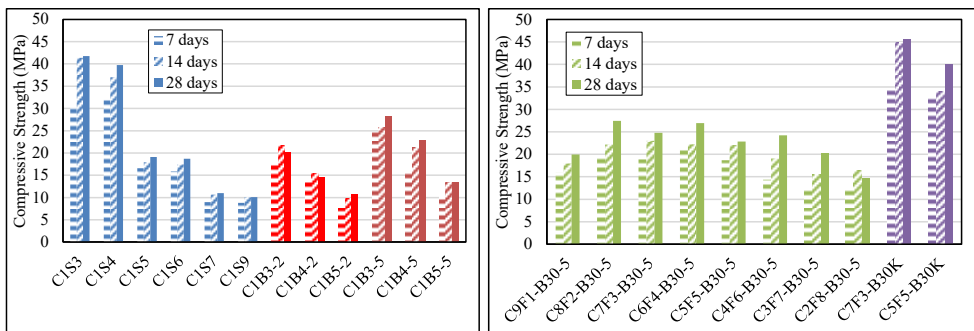 Compressive Strength (MPa)
50
45
40
35
30
25
20
15
10
5
0
7 days
14 days
28 days
C1S3
C1S4
C1S5
C1S6
C1S7
C1S9
C1B3-2
C1B4-2
C1B5-2
C1B3-5
C1B4-5
C1B5-5
Compressive Strength (MPa)
50
45
40
35
30
25
20
15
10
5
0
7 days
14 days
28 days
C9F1-B30-5
C8F2-B30-5
C7F3-B30-5
C6F4-B30-5
C5F5-B30-5
C4F6-B30-5
C3F7-B30-5
C2F8-B30-5
C7F3-B30K
C5F5-B30K